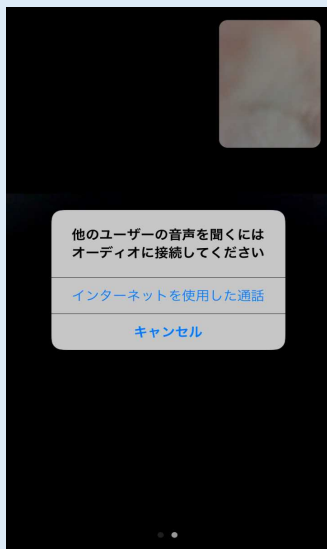 他のユーザーの音声を聞くには
オーディオに接続してください
インターネットを使用した通話
キャンセル